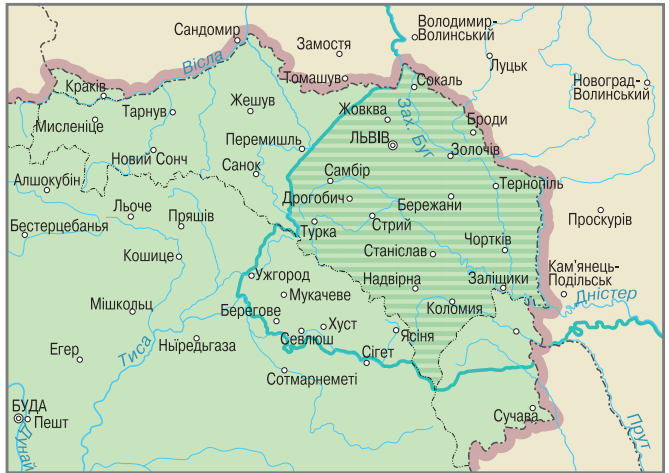 Сандомир
Замостя
Володимир-
Волинський
Вісла
Томашув
Сокаль
Луцьк
Новоград-
Волинський
Краків
Тарнув
Жешув
Жовква
Зах. Буг
Броди
Мисленіце
Перемишль
ЛЬВІВ
Золочів
Новий Сонч
Санок
Самбір
Тернопіль
Алшокубін
Дрогобич
Бережани
Льоче
Пряшів
Стрий
Проскурів
Бестерцебанья
Турка
Чортків
Кошице
Станіслав
Ужгород
Надвірна
Заліщики
Кам'янець-
Подільськ
Мукачеве
Дністер
Мішкольц
Берегове
Коломия
Хуст
Ясіня
Севлюш
Тиса
Ньїредьгаза
Егер
Сігет
Сотмарнеметі
БУДА
Пешт
Сучава
Прут
Дунай